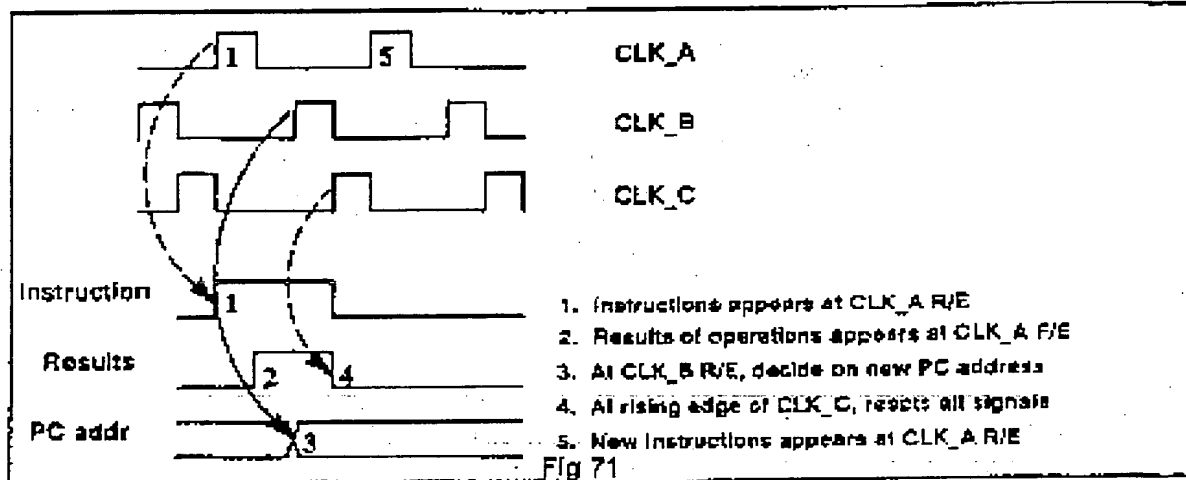 1 5 CLK_A
CLK_B
CLK_C
Instruction 1
Results 2 4
PC addr 3
1. Instructions appears at CLK_A R/E
2. Results of operations appears at CLK_A F/E
3. At CLK_B R/E, decide on new PC address
4. At rising edge of CLK_C, resets all signals
5. New Instructions appears at CLK_A R/E
Fig 71